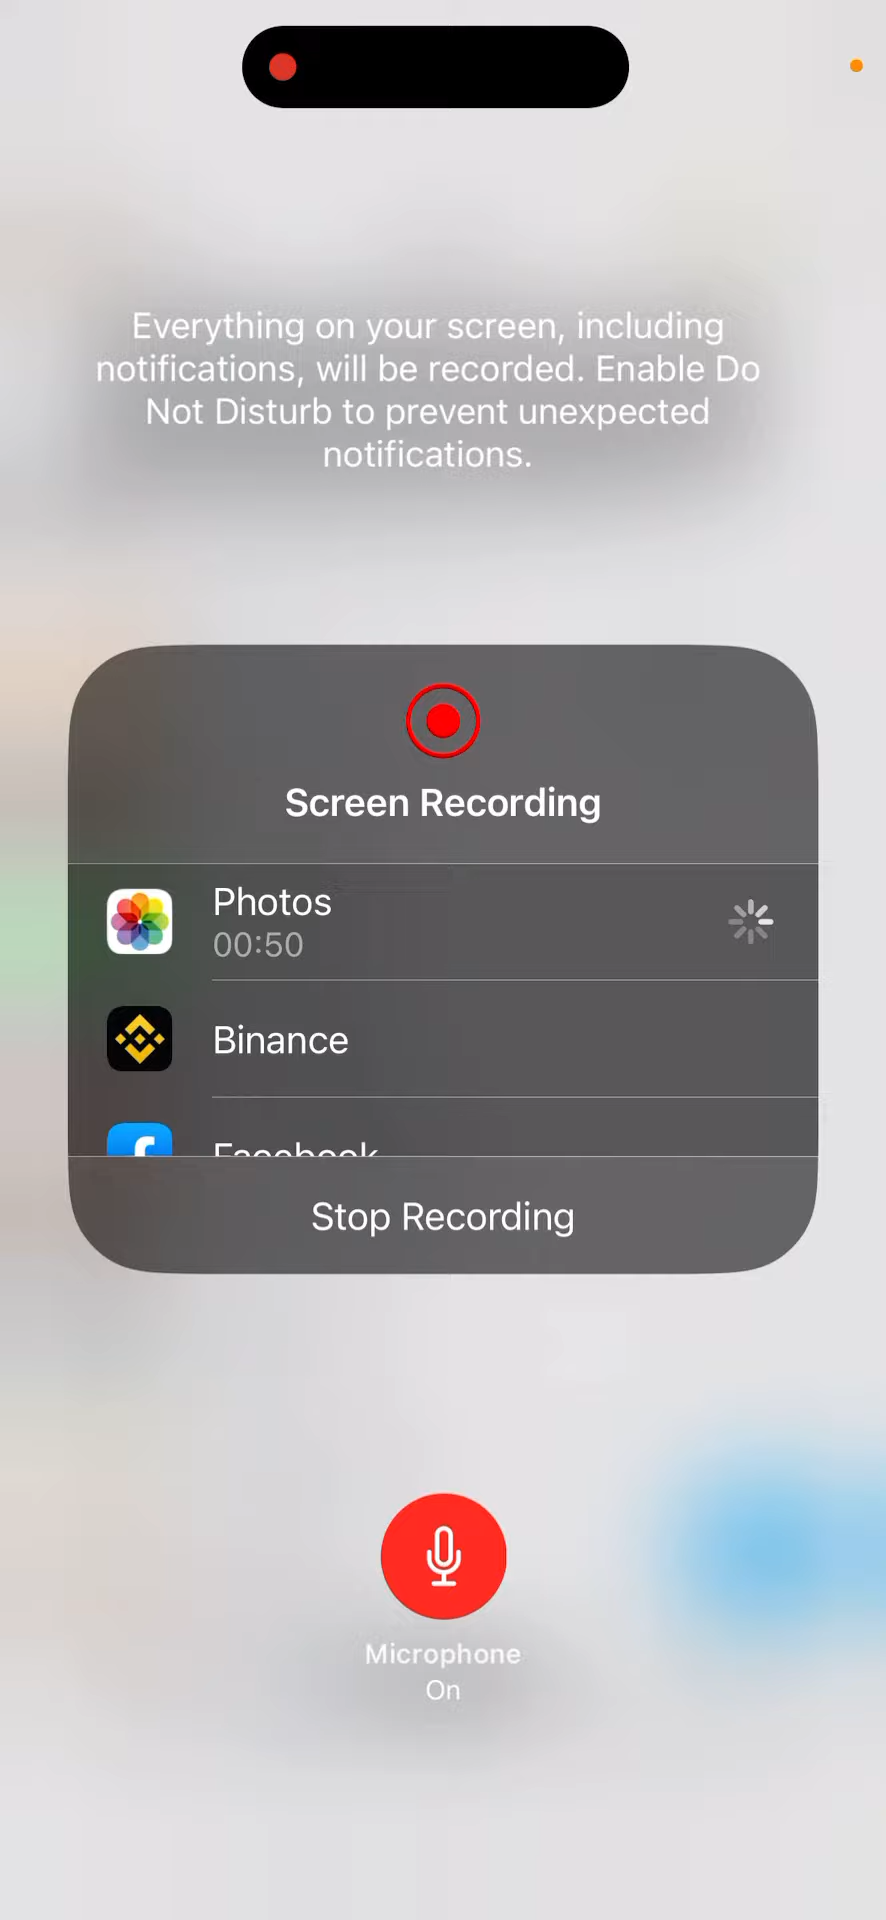 Everything on your screen, including
notifications, will be recorded. Enable Do
Not Disturb to prevent unexpected
notifications.
Screen Recording
Photos
00:50
Binance
Facebook
Stop Recording
Microphone
On